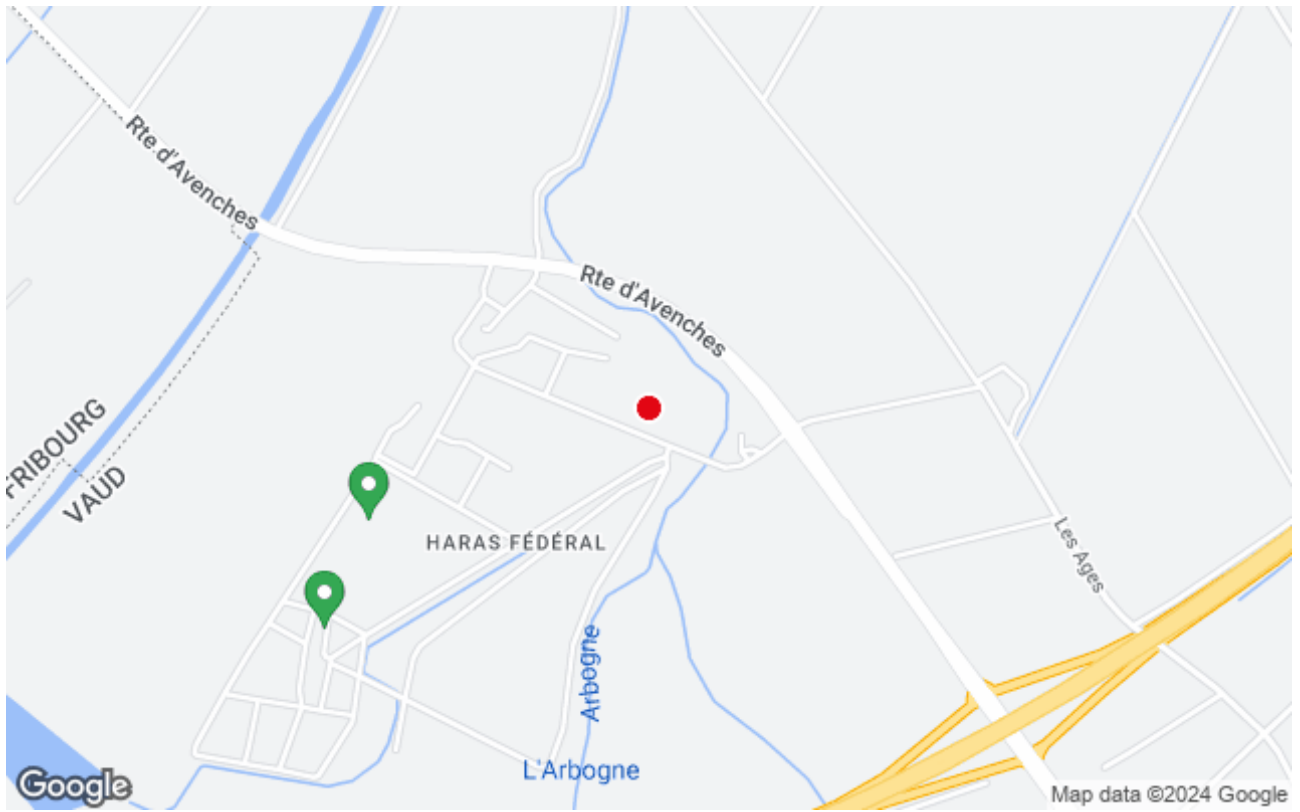 Rte d'Avenches
Rte d'Avenches
FRIBOURG
VAUD
HARAS FÉDÉRAL
Les Ages
Arbogne
L'Arbogne
Google
Map data ©2024 Google